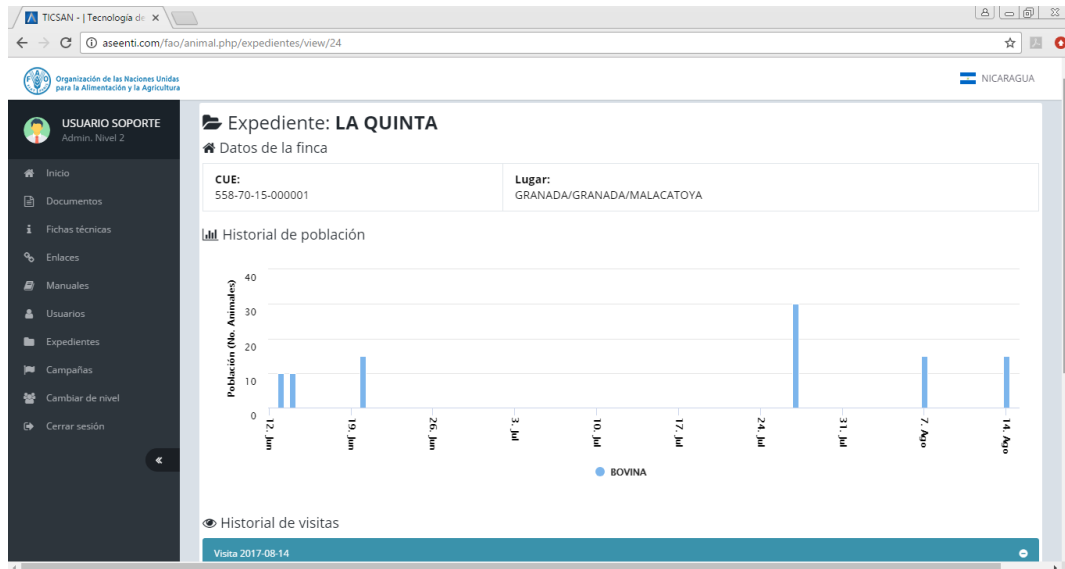 TICSAN - | Tecnología de
aseenti.com/fao/animal.php/expedientes/view/24
FAO
Organización de las Naciones Unidas
para la Alimentación y la Agricultura
NICARAGUA
USUARIO SOPORTE
Admin. Nivel 2
Inicio
Documentos
Fichas técnicas
Enlaces
Manuales
Usuarios
Expedientes
Campañas
Cambiar de nivel
Cerrar sesión
Expediente: LA QUINTA
Datos de la finca
CUE:
558-70-15-000001
Lugar:
GRANADA/GRANADA/MALACATOYA
Historial de población
Población (No. Animales)
40
30
20
10
0
12. Jun
19. Jun
26. Jun
3. Jul
10. Jul
17. Jul
24. Jul
31. Jul
7. Ago
14. Ago
BOVINA
Historial de visitas
Visita 2017-08-14